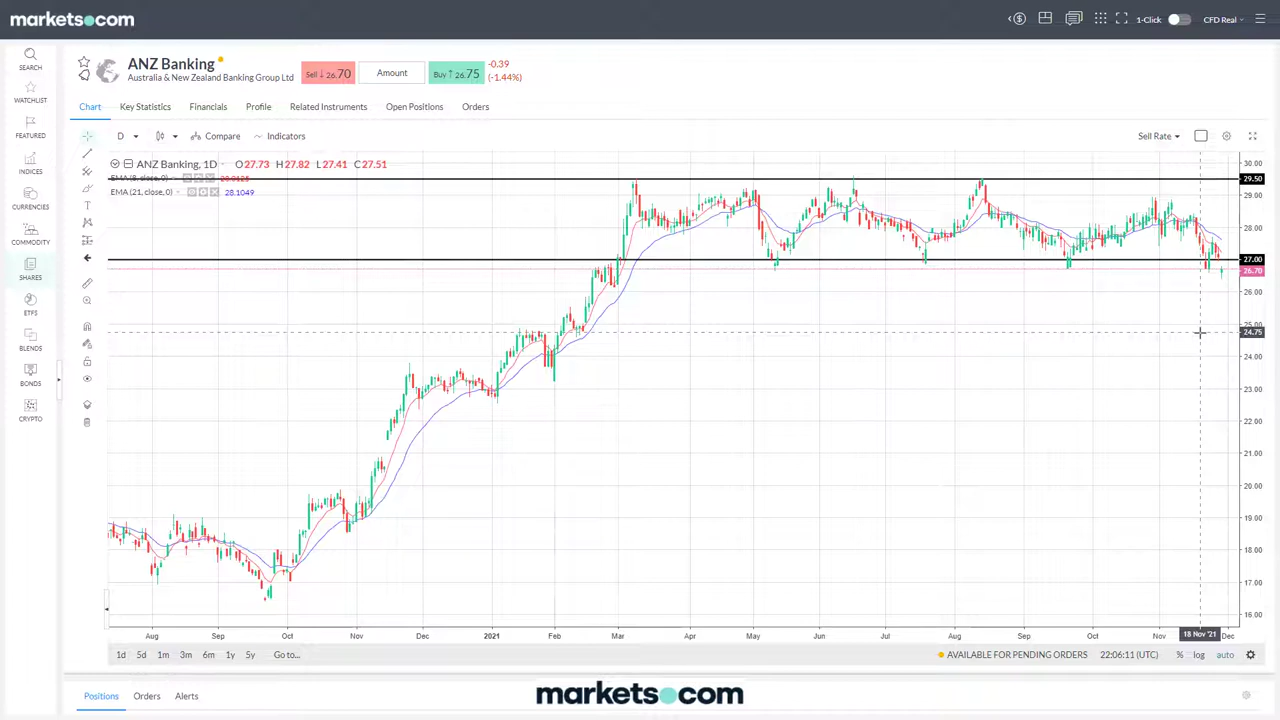 markets.com
1-Click
CFD Real
SEARCH
WATCHLIST
FEATURED
INDICES
CURRENCIES
COMMODITY
SHARES
ETFS
BLENDS
BONDS
CRYPTO
ANZ Banking
Australia & New Zealand Banking Group Ltd
Sell ↓ 26.70
Amount
Buy ↑ 26.75
-0.39
(-1.44%)
Chart Key Statistics Financials Profile Related Instruments Open Positions Orders
D Compare Indicators Sell Rate
ANZ Banking, 1D O27.73 H27.82 L27.41 C27.51
EMA (8, close, 0)
EMA (21, close, 0) 28.1049
30.00
29.50
29.00
28.00
27.00
26.70
26.00
25.00
24.75
24.00
23.00
22.00
21.00
20.00
19.00
18.00
17.00
16.00
Aug Sep Oct Nov Dec 2021 Feb Mar Apr May Jun Jul Aug Sep Oct Nov 18 Nov '21 Dec
1d 5d 1m 3m 6m 1y 5y Go to... AVAILABLE FOR PENDING ORDERS 22:06:11 (UTC) % log auto
Positions Orders Alerts
markets.com